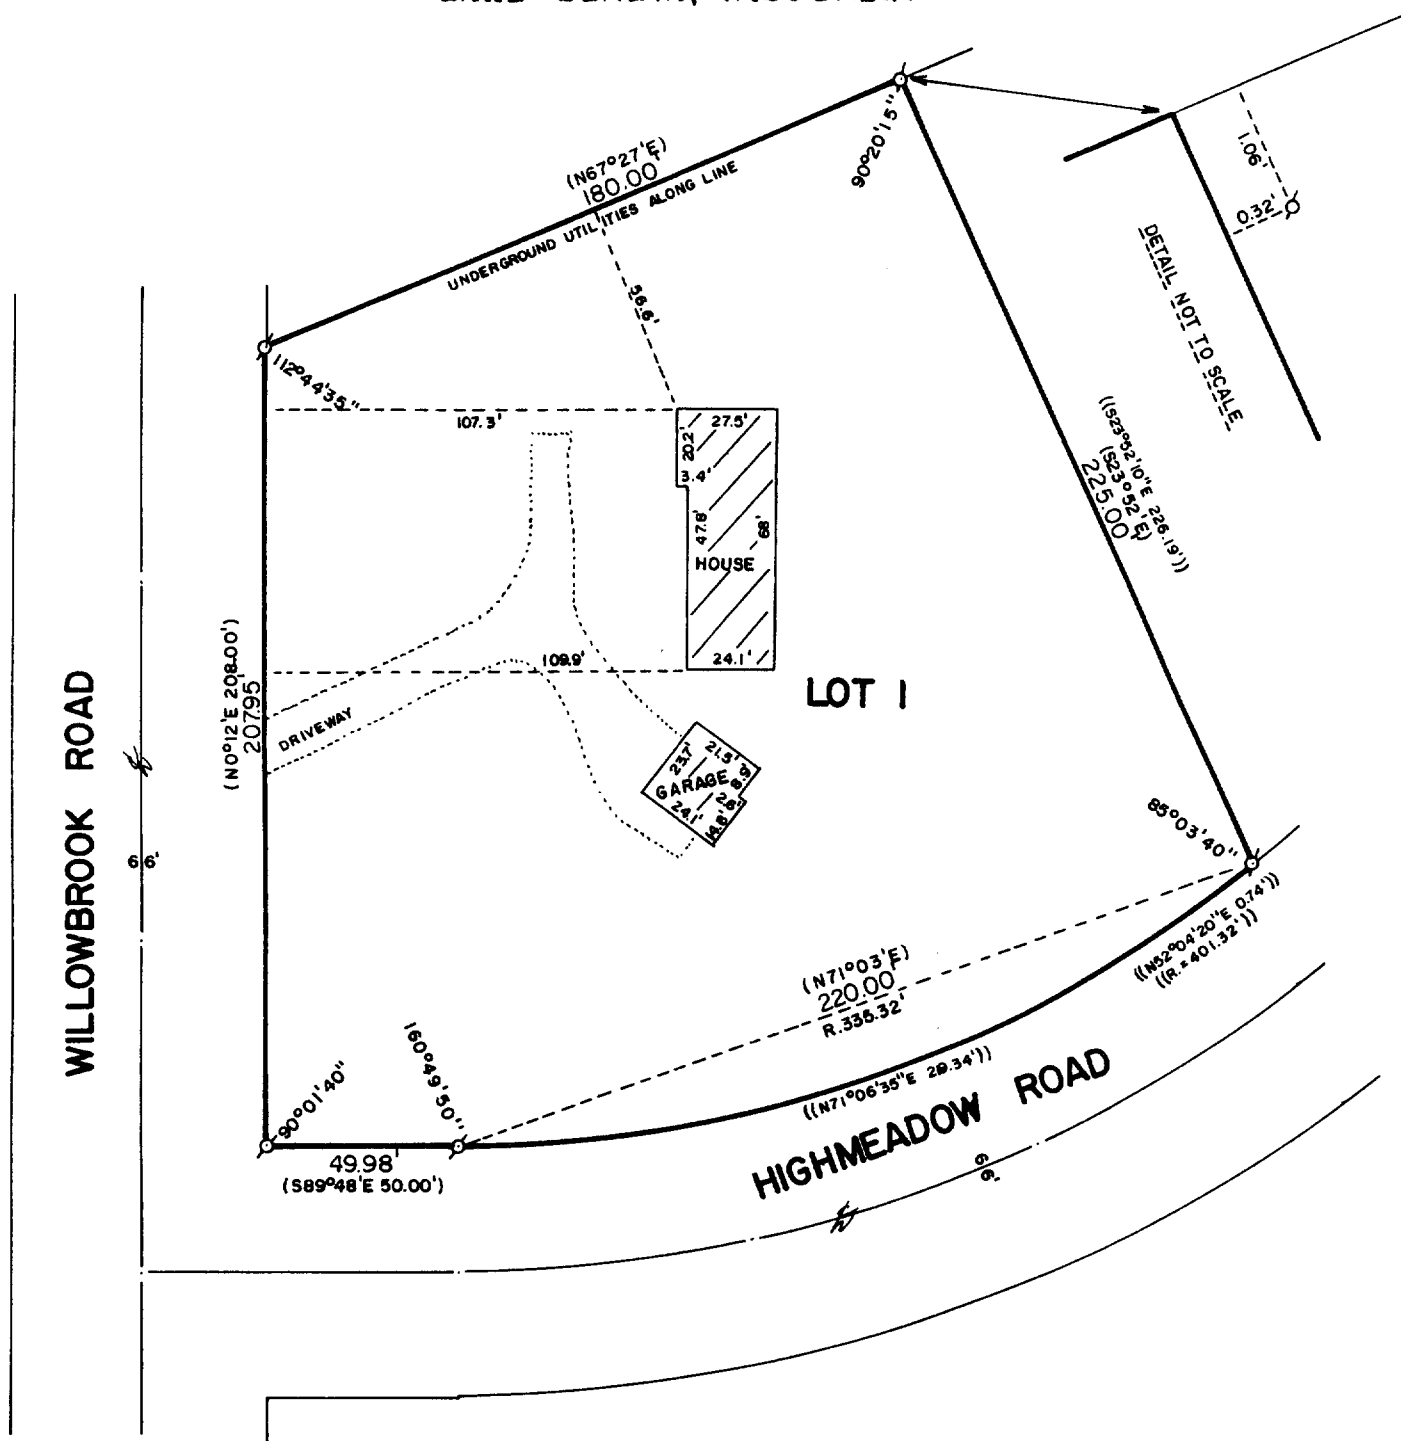 (N67°27'E)
180.00'
UNDERGROUND UTILITIES ALONG LINE
90°20'15"
1.06'
0.32'
DETAIL NOT TO SCALE
56.6'
112°44'35"
107.3'
27.5'
20.2'
3.4'
47.8'
68'
HOUSE
24.1'
109.9'
((S23°52'10"E 226.19'))
(S23°52'E)
225.00'
(N0°12'E 208.00')
207.95'
DRIVEWAY
LOT 1
23.7'
21.5'
8.9'
GARAGE
2.6'
24.1'
14.8'
WILLOWBROOK ROAD
66'
85°03'40"
((N52°04'20"E 0.74'))
((R.=401.32'))
(N71°03'E)
220.00'
R.335.32'
160°49'50"
90°01'40"
((N71°06'35"E 29.34'))
49.98'
(S89°48'E 50.00')
HIGHMEADOW ROAD
66'